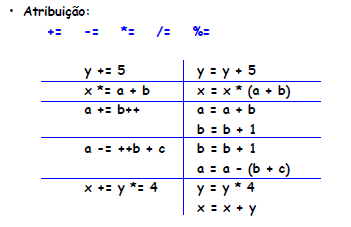 • Atribuição:
+= -= *= /= %=
y += 5 y = y + 5
x *= a + b x = x * (a + b)
a += b++ a = a + b
b = b + 1
a -= ++b + c b = b + 1
a = a - (b + c)
x += y *= 4 y = y * 4
x = x + y